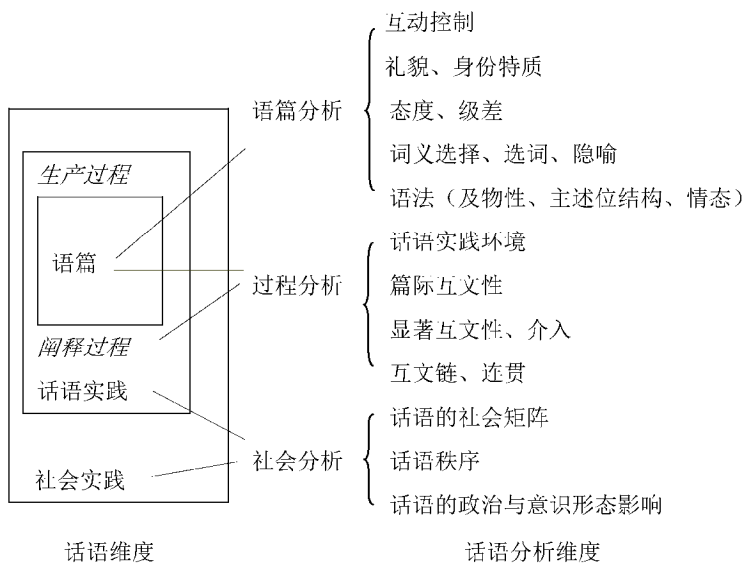 互动控制
礼貌、身份特质
语篇分析
态度、级差
词义选择、选词、隐喻
生产过程
语法（及物性、主述位结构、情态）
话语实践环境
语篇
过程分析
篇际互文性
显著互文性、介入
阐释过程
互文链、连贯
话语实践
话语的社会矩阵
社会分析
话语秩序
社会实践
话语的政治与意识形态影响
话语维度
话语分析维度